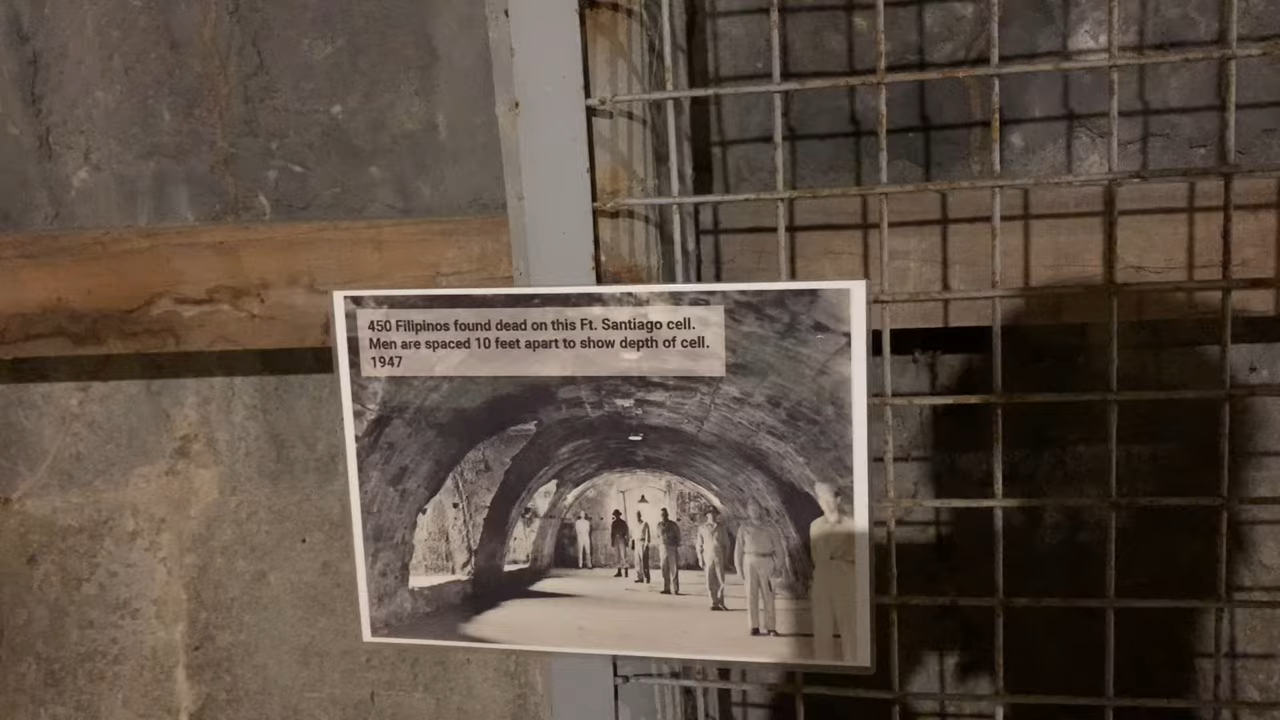 450 Filipinos found dead on this Ft. Santiago cell.
Men are spaced 10 feet apart to show depth of cell.
1947